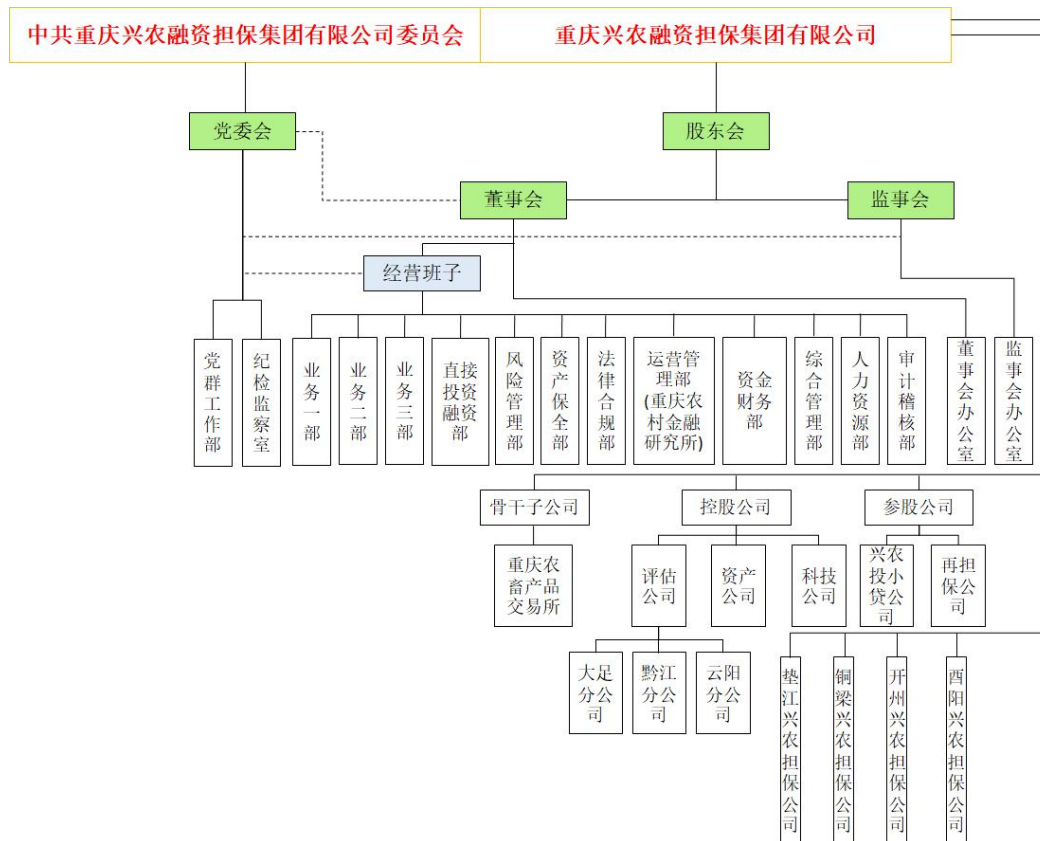 中共重庆兴农融资担保集团有限公司委员会
重庆兴农融资担保集团有限公司
党委会
股东会
董事会
监事会
经营班子
党群工作部
纪检监察室
业务一部
业务二部
业务三部
直接
投融
资资
部
风险管理部
资产保全部
法律合规部
运营管
理部
(重庆农
村金融
研究所)
资金
财务
部
综合管理部
人力资源部
审计稽核部
董事会办公室
监事会办公室
骨干子公司
控股公司
参股公司
重庆农
畜产品
交易所
评估
公司
资产
公司
科技
公司
兴农
投小
贷公
司
再担
保公
司
大足
分公
司
黔江
分公
司
云阳
分公
司
垫江兴农担保公司
铜梁兴农担保公司
开州兴农担保公司
酉阳兴农担保公司